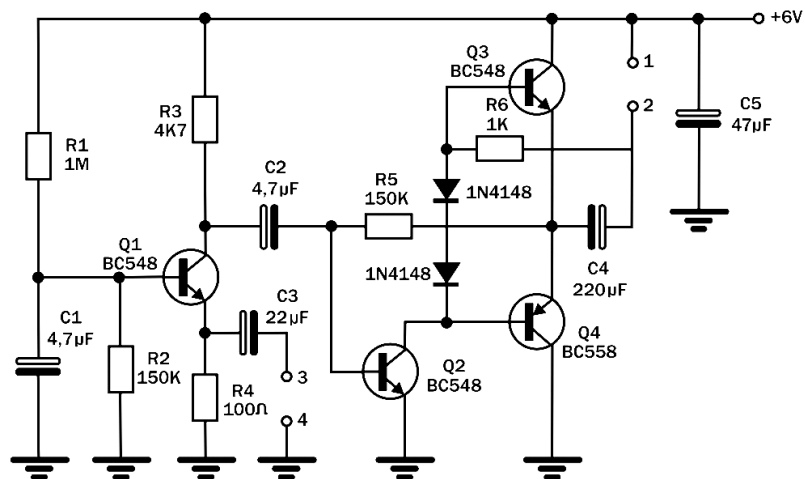 +6V
Q3
BC548
1
2
C5
47µF
R3
4K7
R6
1K
R1
1M
C2
4,7µF
R5
150K
1N4148
Q1
BC548
1N4148
C4
220µF
C3
22µF
C1
4,7µF
R2
150K
R4
100Ω
3
4
Q2
BC548
Q4
BC558